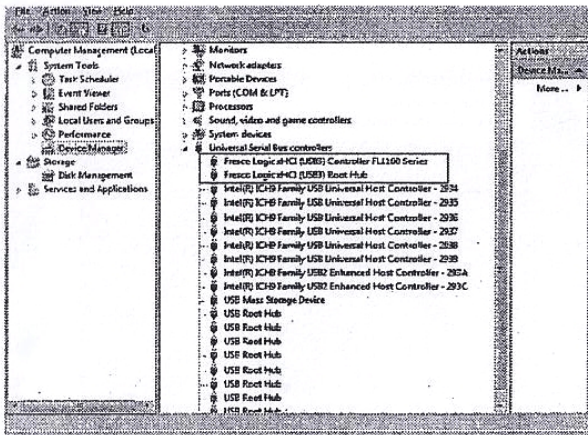 File Action View Help
Computer Management (Local
System Tools
Task Scheduler
Event Viewer
Shared Folders
Local Users and Groups
Performance
Device Manager
Storage
Disk Management
Services and Applications
Monitors
Network adapters
Portable Devices
Ports (COM & LPT)
Processors
Sound, video and game controllers
System devices
Universal Serial Bus controllers
Fresco Logic xHCI (USB3) Controller FL1100 Series
Fresco Logic xHCI (USB3) Root Hub
Intel(R) ICH9 Family USB Universal Host Controller - 2934
Intel(R) ICH9 Family USB Universal Host Controller - 2935
Intel(R) ICH9 Family USB Universal Host Controller - 2936
Intel(R) ICH9 Family USB Universal Host Controller - 2937
Intel(R) ICH9 Family USB Universal Host Controller - 2938
Intel(R) ICH9 Family USB Universal Host Controller - 2939
Intel(R) ICH9 Family USB2 Enhanced Host Controller - 293A
Intel(R) ICH9 Family USB2 Enhanced Host Controller - 293C
USB Mass Storage Device
USB Root Hub
USB Root Hub
USB Root Hub
USB Root Hub
USB Root Hub
USB Root Hub
USB Root Hub
USB Root Hub
Actions
Device Ma...
More ...